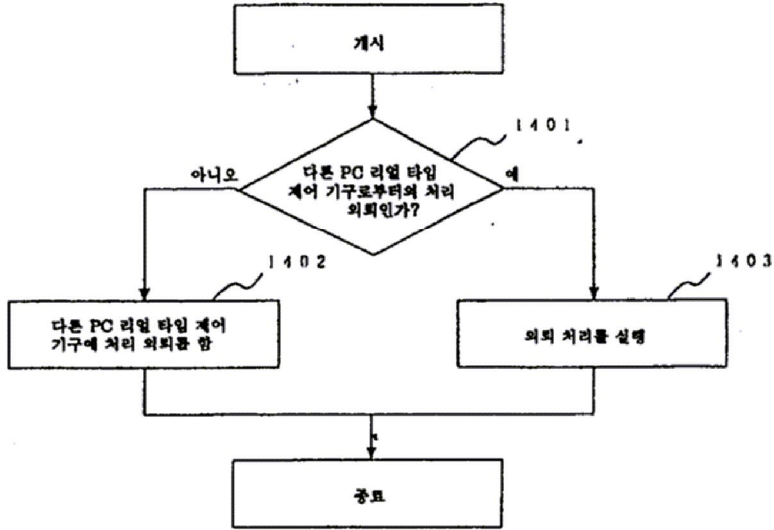 개시
1401
다른 PC 리얼 타임
제어 기구로부터의 처리
의뢰인가?
아니오
예
1402
다른 PC 리얼 타임 제어
기구에 처리 의뢰를 함
1403
의뢰 처리를 실행
종료